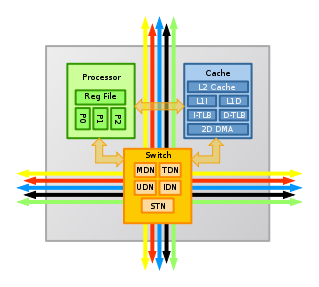 Processor
Reg File
P0 P1 P2
Cache
L2 Cache
L1I L1D
I-TLB D-TLB
2D DMA
Switch
MDN TDN
UDN IDN
STN